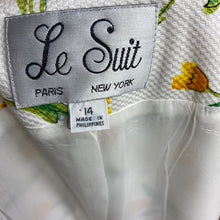 Le Suit
PARIS NEW YORK
14
MADE IN
PHILIPPINES